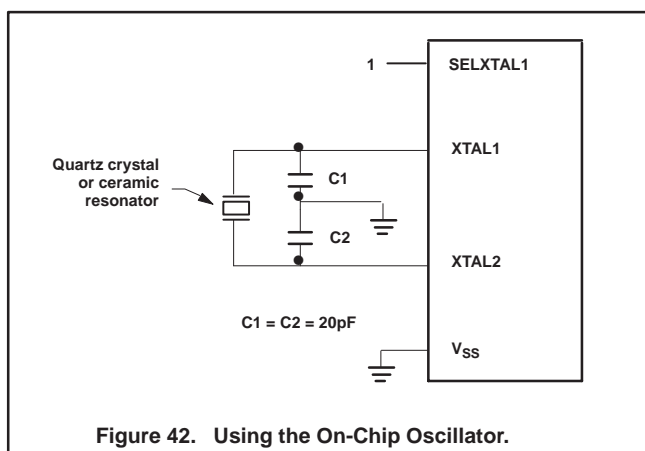 1 SELXTAL1
XTAL1
Quartz crystal
or ceramic
resonator
C1
C2
XTAL2
C1 = C2 = 20pF
VSS
Figure 42. Using the On-Chip Oscillator.